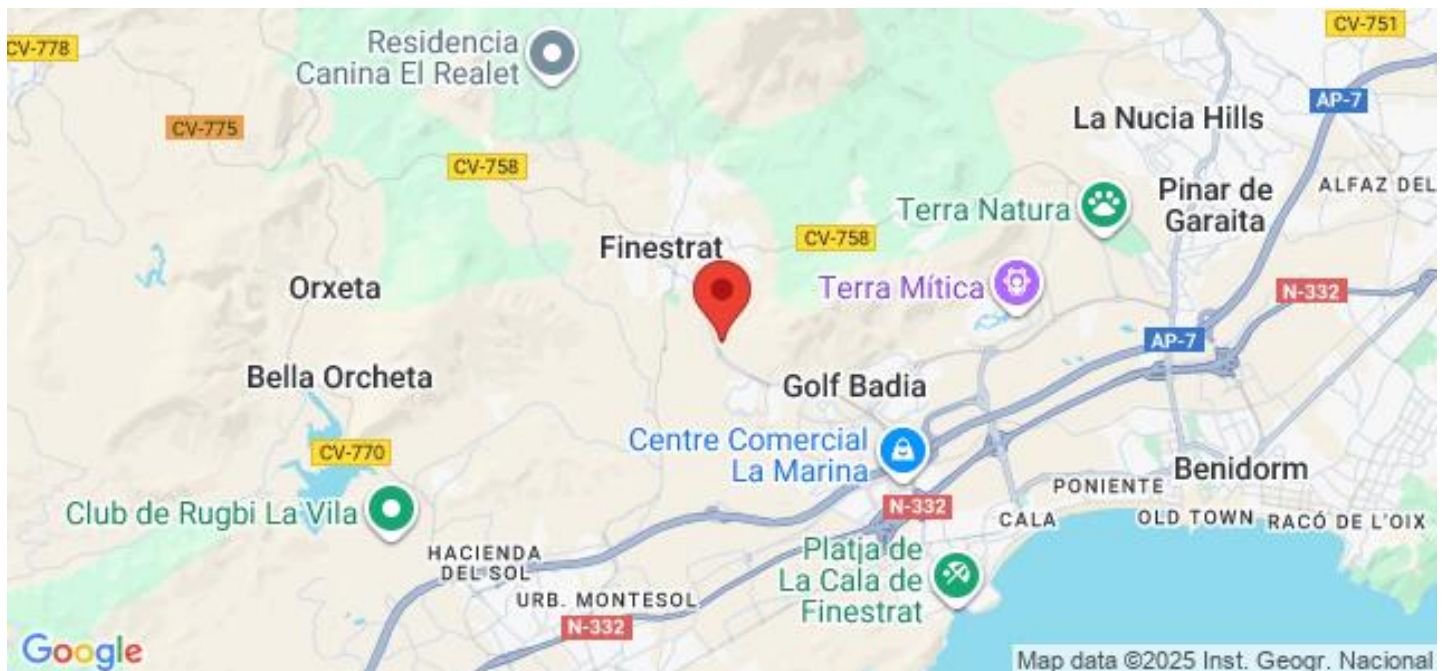 CV-778
Residencia
Canina El Realet
CV-751
AP-7
La Nucia Hills
CV-775
CV-758
Pinar de
Garaita
ALFAZ DEL
Terra Natura
CV-758
Finestrat
Orxeta
Terra Mítica
N-332
AP-7
Bella Orcheta
Golf Badia
Centre Comercial
La Marina
CV-770
Benidorm
PONIENTE
N-332
Club de Rugbi La Vila
CALA
OLD TOWN
RACÓ DE L'OIX
HACIENDA
DEL SOL
Platja de
La Cala de
Finestrat
URB. MONTESOL
N-332
Google
Map data ©2025 Inst. Geogr. Nacional